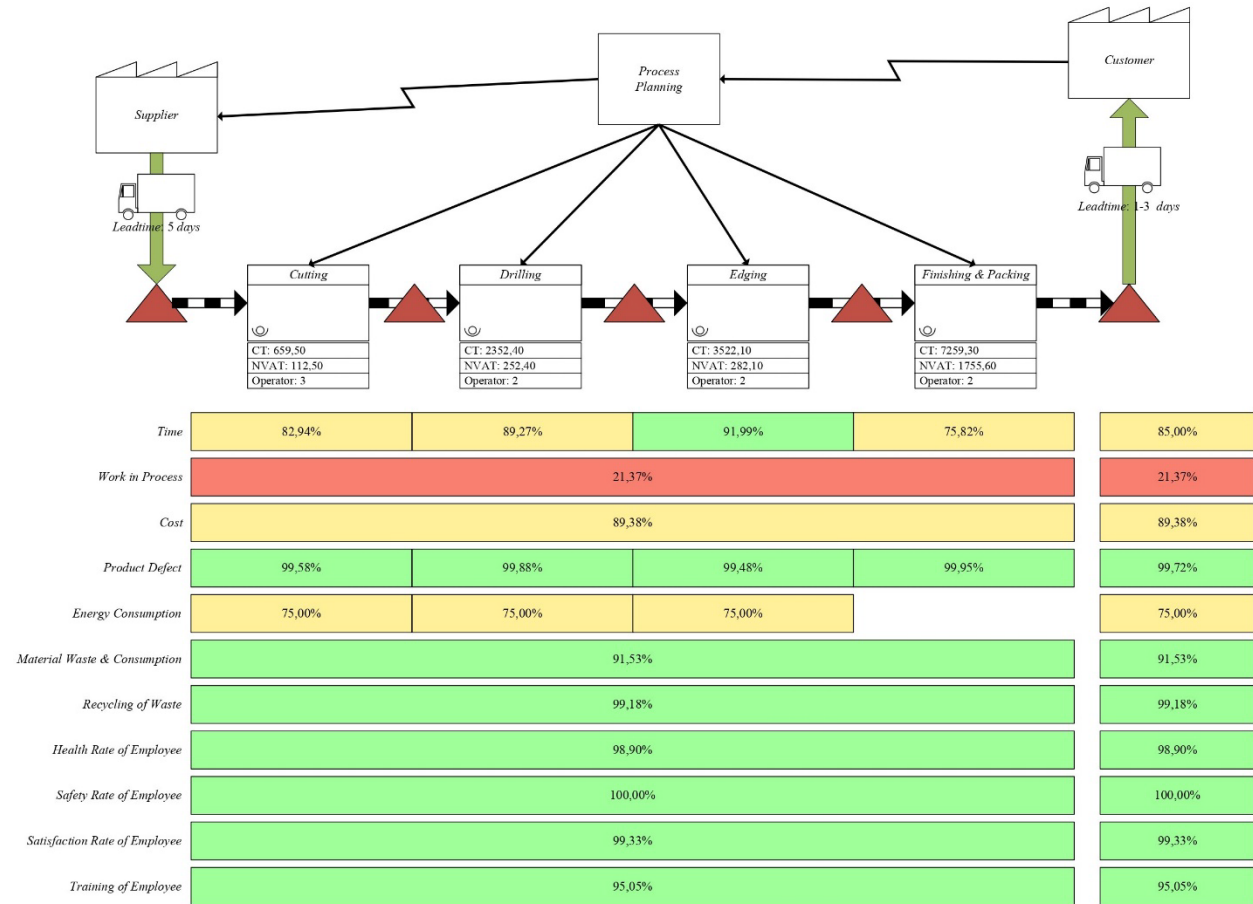 Customer
Process
Planning
Supplier
Leadtime: 5 days
Leadtime: 1-3 days
Cutting
CT: 659,50
NVAT: 112,50
Operator: 3
Drilling
CT: 2352,40
NVAT: 252,40
Operator: 2
Edging
CT: 3522,10
NVAT: 282,10
Operator: 2
Finishing & Packing
CT: 7259,30
NVAT: 1755,60
Operator: 2
Time 82,94% 89,27% 91,99% 75,82% 85,00%
Work in Process 21,37% 21,37%
Cost 89,38% 89,38%
Product Defect 99,58% 99,88% 99,48% 99,95% 99,72%
Energy Consumption 75,00% 75,00% 75,00% 75,00%
Material Waste & Consumption 91,53% 91,53%
Recycling of Waste 99,18% 99,18%
Health Rate of Employee 98,90% 98,90%
Safety Rate of Employee 100,00% 100,00%
Satisfaction Rate of Employee 99,33% 99,33%
Training of Employee 95,05% 95,05%